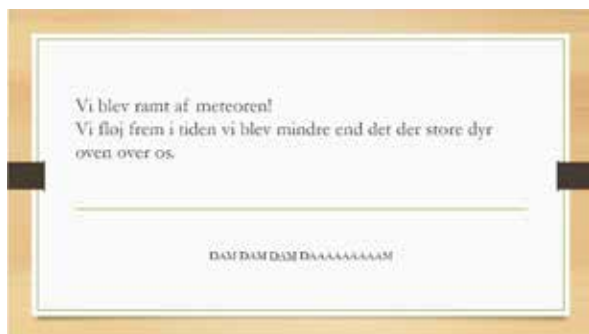 Vi blev ramt af meteoren!
Vi fløj frem i tiden vi blev mindre end det der store dyr
oven over os.
DAM DAM DAM DAAAAAAAAAM